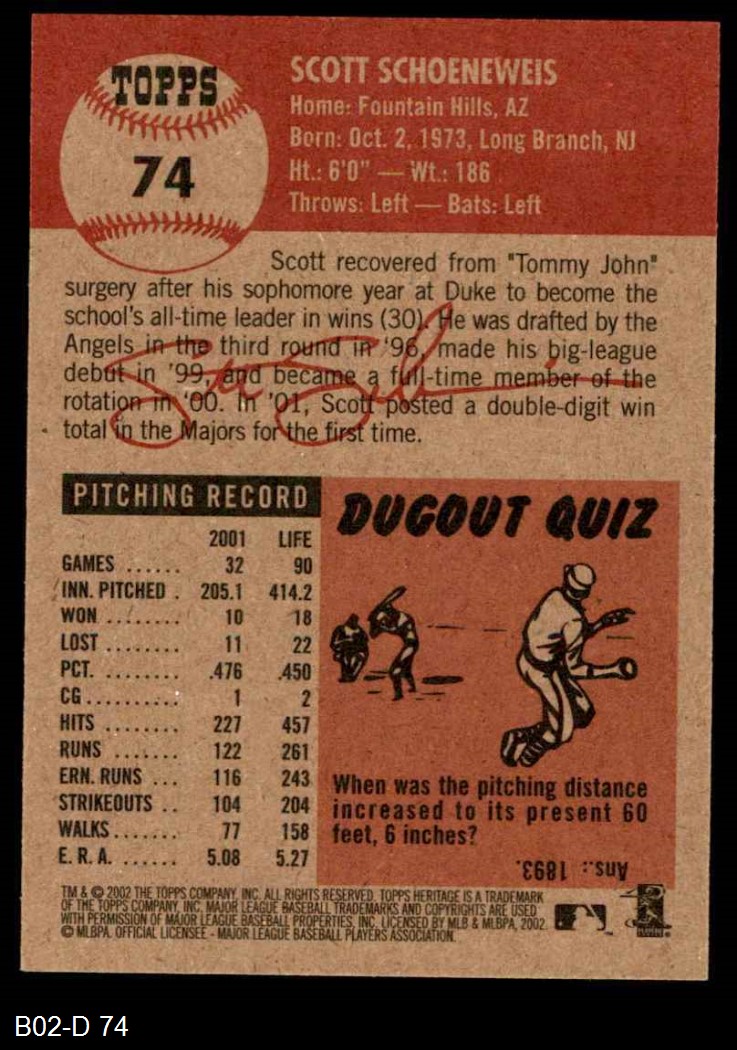 TOPPS
74
SCOTT SCHOENEWEIS
Home: Fountain Hills, AZ
Born: Oct. 2, 1973, Long Branch, NJ
Ht.: 6'0" — Wt.: 186
Throws: Left — Bats: Left
Scott recovered from "Tommy John"
surgery after his sophomore year at Duke to become the
school's all-time leader in wins (30). He was drafted by the
Angels in the third round in '96, made his big-league
debut in '99, and became a full-time member of the
rotation in '00. In '01, Scott posted a double-digit win
total in the Majors for the first time.
PITCHING RECORD
2001 LIFE
GAMES ...... 32 90
INN. PITCHED . 205.1 414.2
WON ......... 10 18
LOST ........ 11 22
PCT. ........ .476 .450
CG.......... 1 2
HITS ........ 227 457
RUNS ....... 122 261
ERN. RUNS ... 116 243
STRIKEOUTS .. 104 204
WALKS....... 77 158
E. R. A. ...... 5.08 5.27
DUGOUT QUIZ
When was the pitching distance
increased to its present 60
feet, 6 inches?
Ans.: 1893.
TM & © 2002 THE TOPPS COMPANY, INC. ALL RIGHTS RESERVED. TOPPS HERITAGE IS A TRADEMARK
OF THE TOPPS COMPANY, INC. MAJOR LEAGUE BASEBALL TRADEMARKS AND COPYRIGHTS ARE USED
WITH PERMISSION OF MAJOR LEAGUE BASEBALL PROPERTIES, INC. LICENSED BY MLB & MLBPA, 2002.
© MLBPA. OFFICIAL LICENSEE - MAJOR LEAGUE BASEBALL PLAYERS ASSOCIATION.
B02-D 74